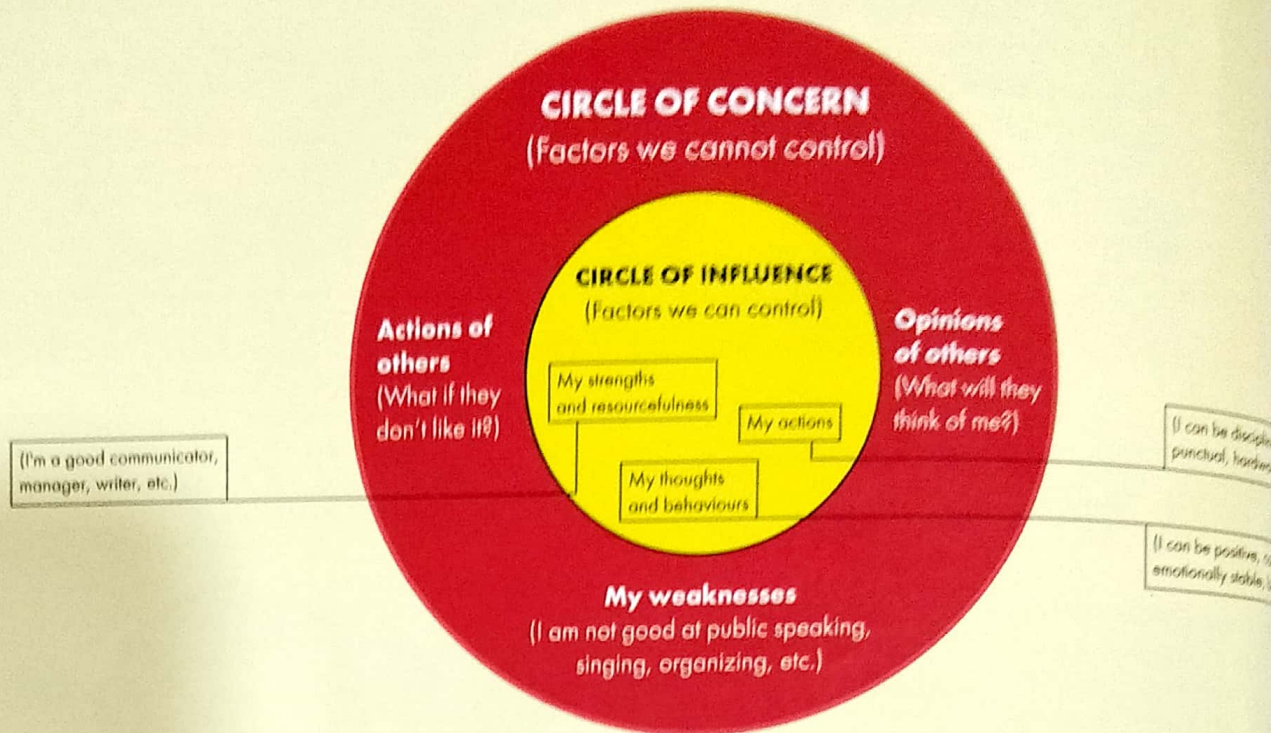 CIRCLE OF CONCERN
(Factors we cannot control)
CIRCLE OF INFLUENCE
(Factors we can control)
Actions of
others
(What if they
don't like it?)
Opinions
of others
(What will they
think of me?)
My strengths
and resourcefulness
My actions
My thoughts
and behaviours
(I'm a good communicator,
manager, writer, etc.)
(I can be
punctual,
(I can be positive,
emotionally stable,
My weaknesses
(I am not good at public speaking,
singing, organizing, etc.)